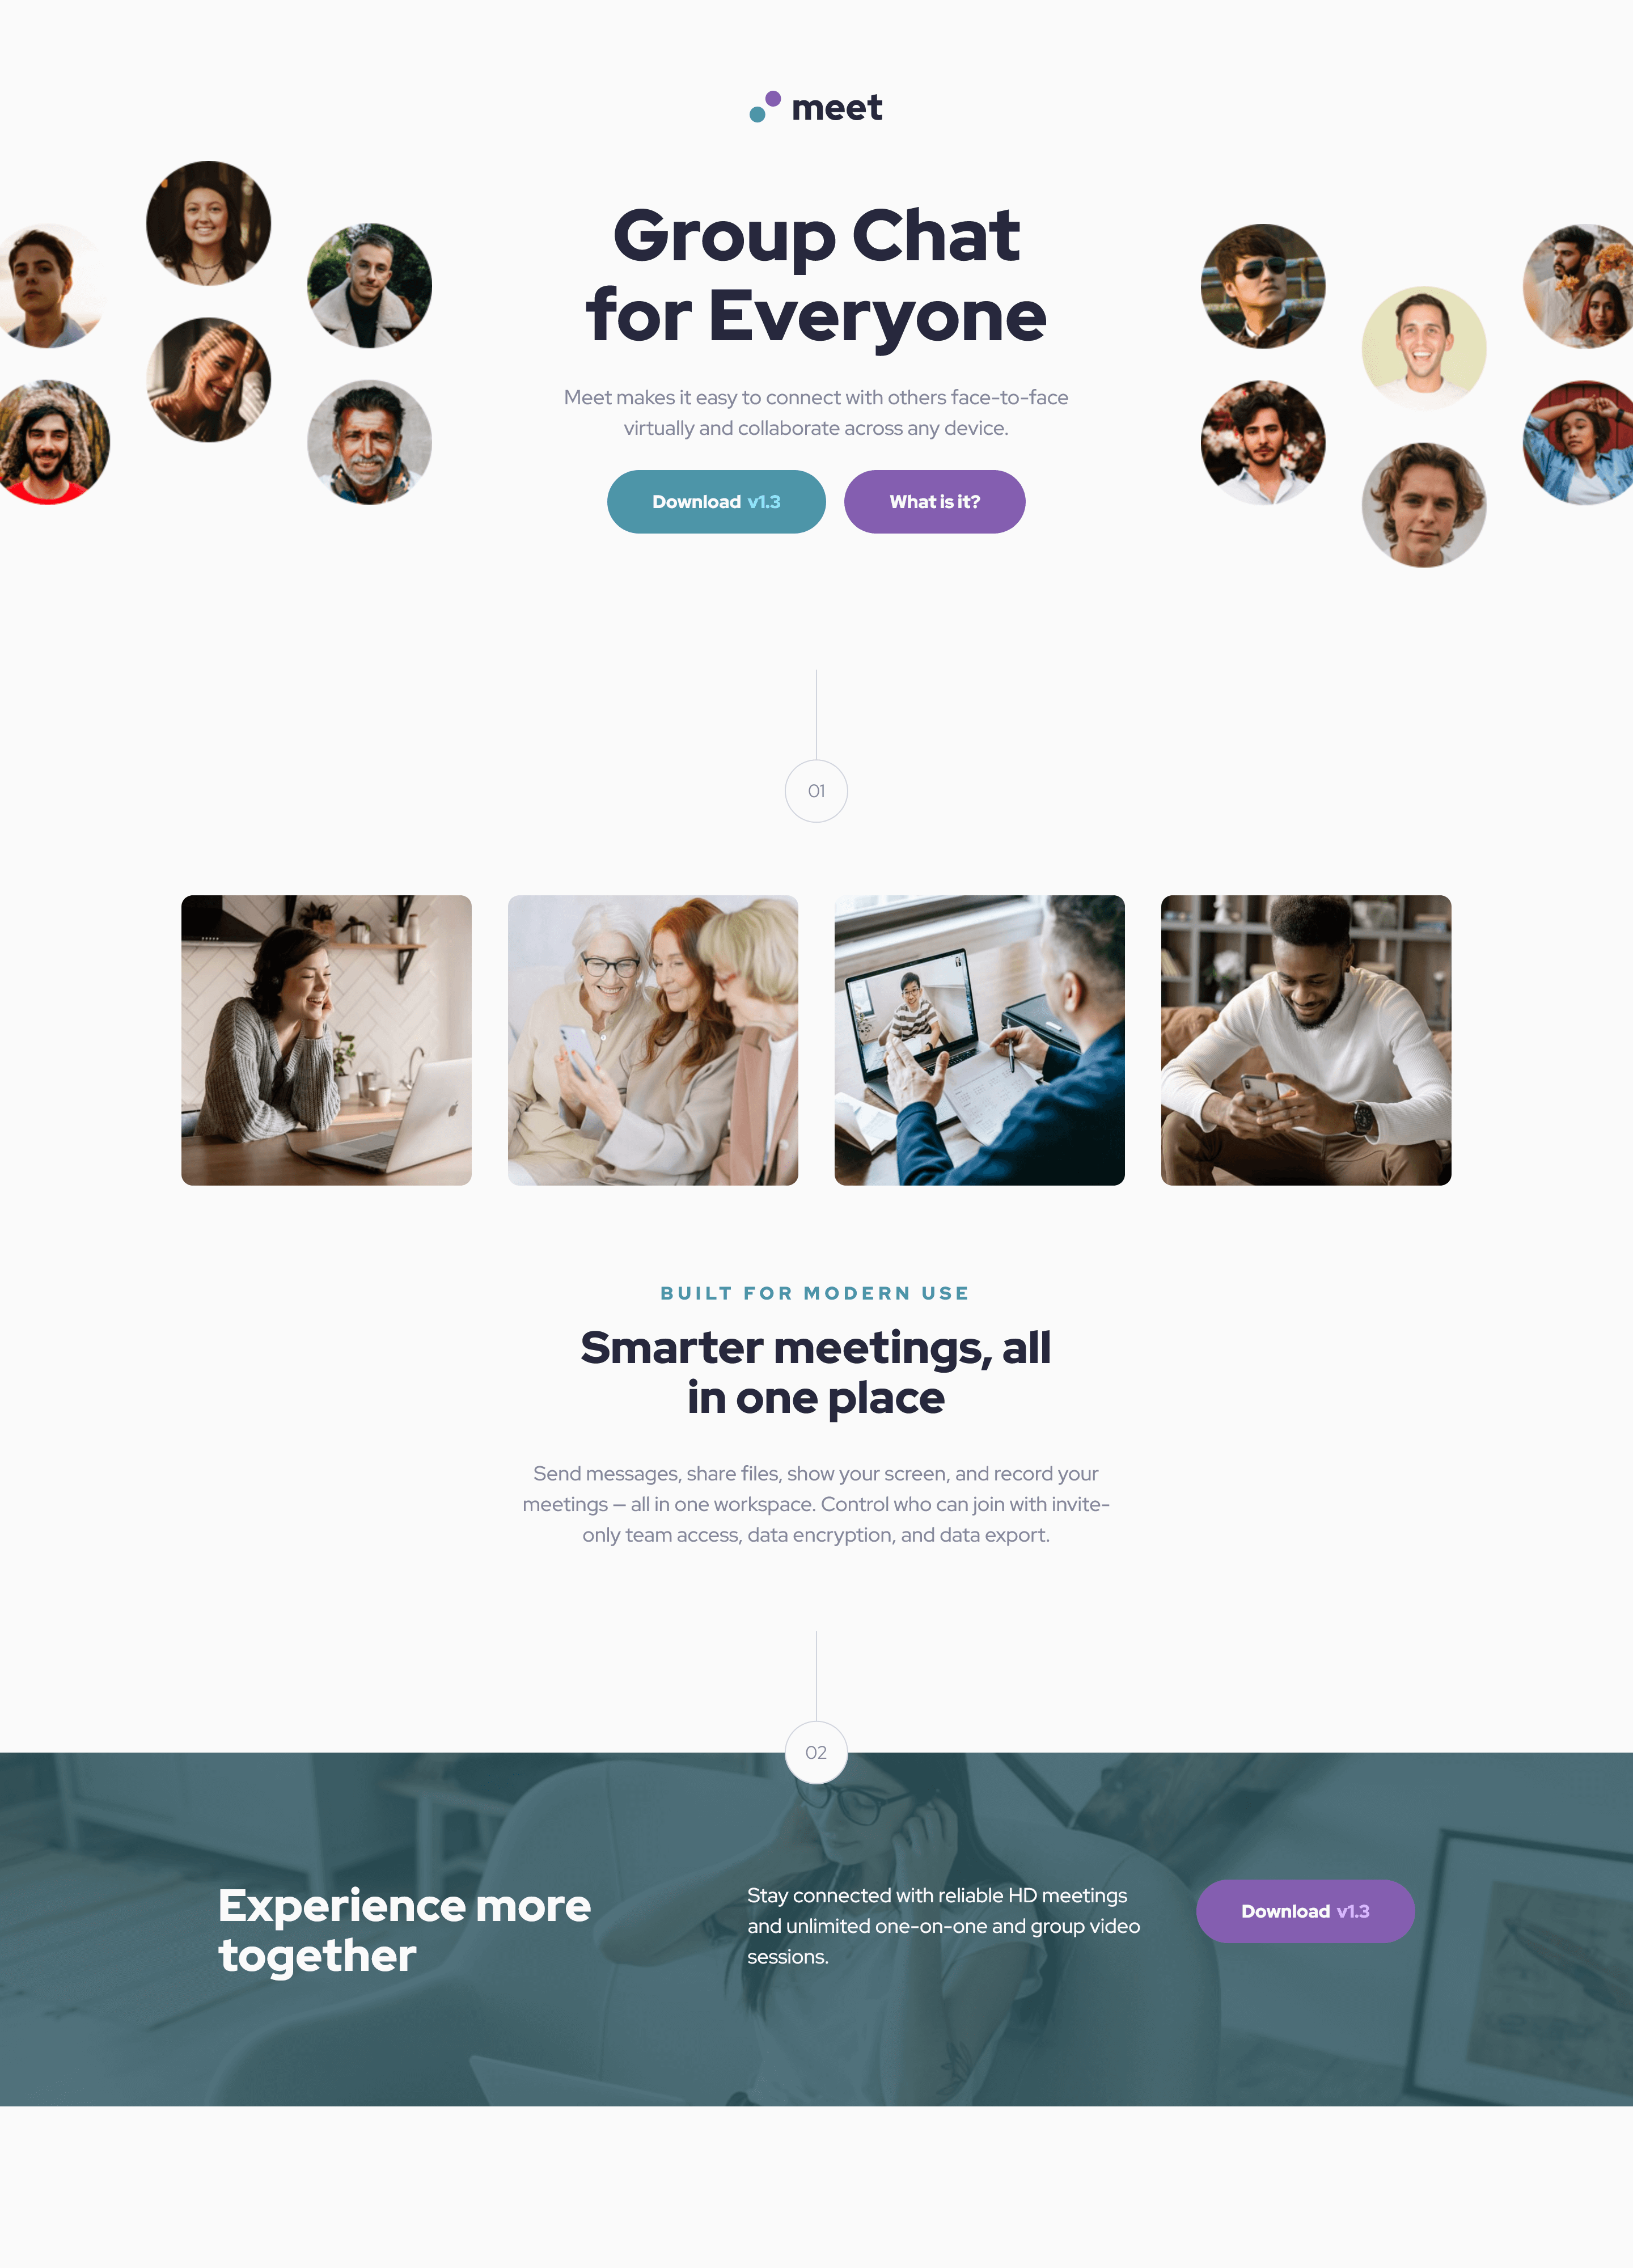 meet
Group Chat
for Everyone
Meet makes it easy to connect with others face-to-face
virtually and collaborate across any device.
Download v1.3
What is it?
01
BUILT FOR MODERN USE
Smarter meetings, all
in one place
Send messages, share files, show your screen, and record your
meetings — all in one workspace. Control who can join with invite-
only team access, data encryption, and data export.
02
Experience more
together
Stay connected with reliable HD meetings
and unlimited one-on-one and group video
sessions.
Download v1.3